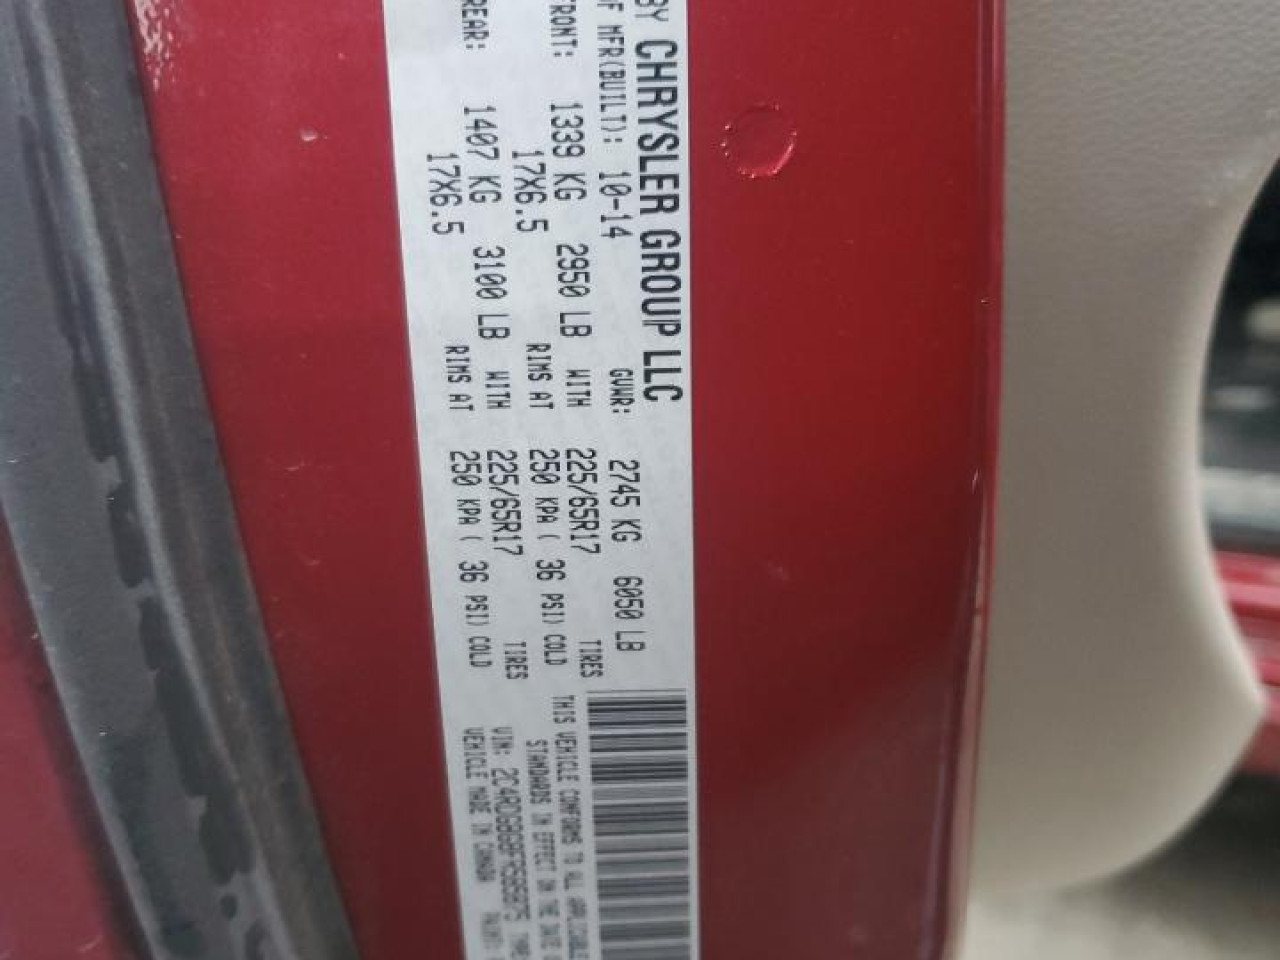 BY CHRYSLER GROUP LLC
OF MFR(BUILT): 10-14 GVWR: 2745 KG 6050 LB
FRONT: 1339 KG 2950 LB WITH 225/65R17 TIRES
17X6.5 RIMS AT 250 KPA ( 36 PSI) COLD
REAR: 1407 KG 3100 LB WITH 225/65R17 TIRES
17X6.5 RIMS AT 250 KPA ( 36 PSI) COLD
THIS VEHICLE CONFORMS TO ALL APPLICABLE
STANDARDS IN EFFECT ON THE DATE
VIN:
VEHICLE MADE IN CANADA